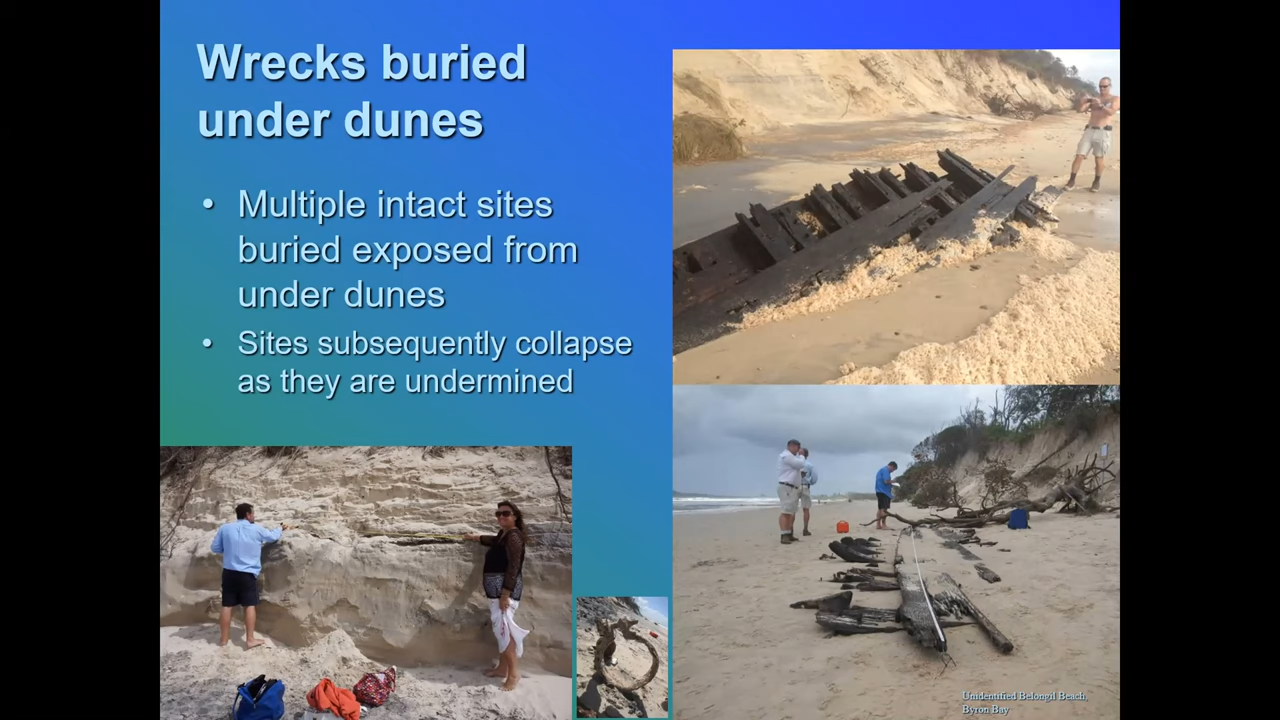 Wrecks buried
under dunes
• Multiple intact sites
buried exposed from
under dunes
• Sites subsequently collapse
as they are undermined
Unidentified Belongil Beach,
Byron Bay